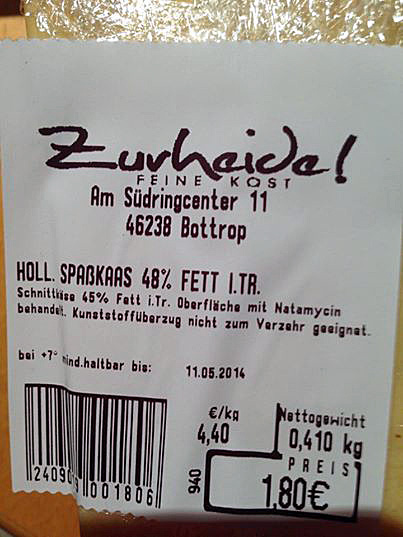 Zurheide!
FEINE KOST
Am Südringcenter 11
46238 Bottrop
HOLL. SPAßKAAS 48% FETT I.TR.
Schnittkäse 45% Fett i.Tr. Oberfläche mit Natamycin
behandelt. Kunststoffüberzug nicht zum Verzehr geeignet.
bei +7° mind.haltbar bis: 11.05.2014
€/kg Nettogewicht
4,40 0,410 kg
PREIS
940 1,80€
240909 001806